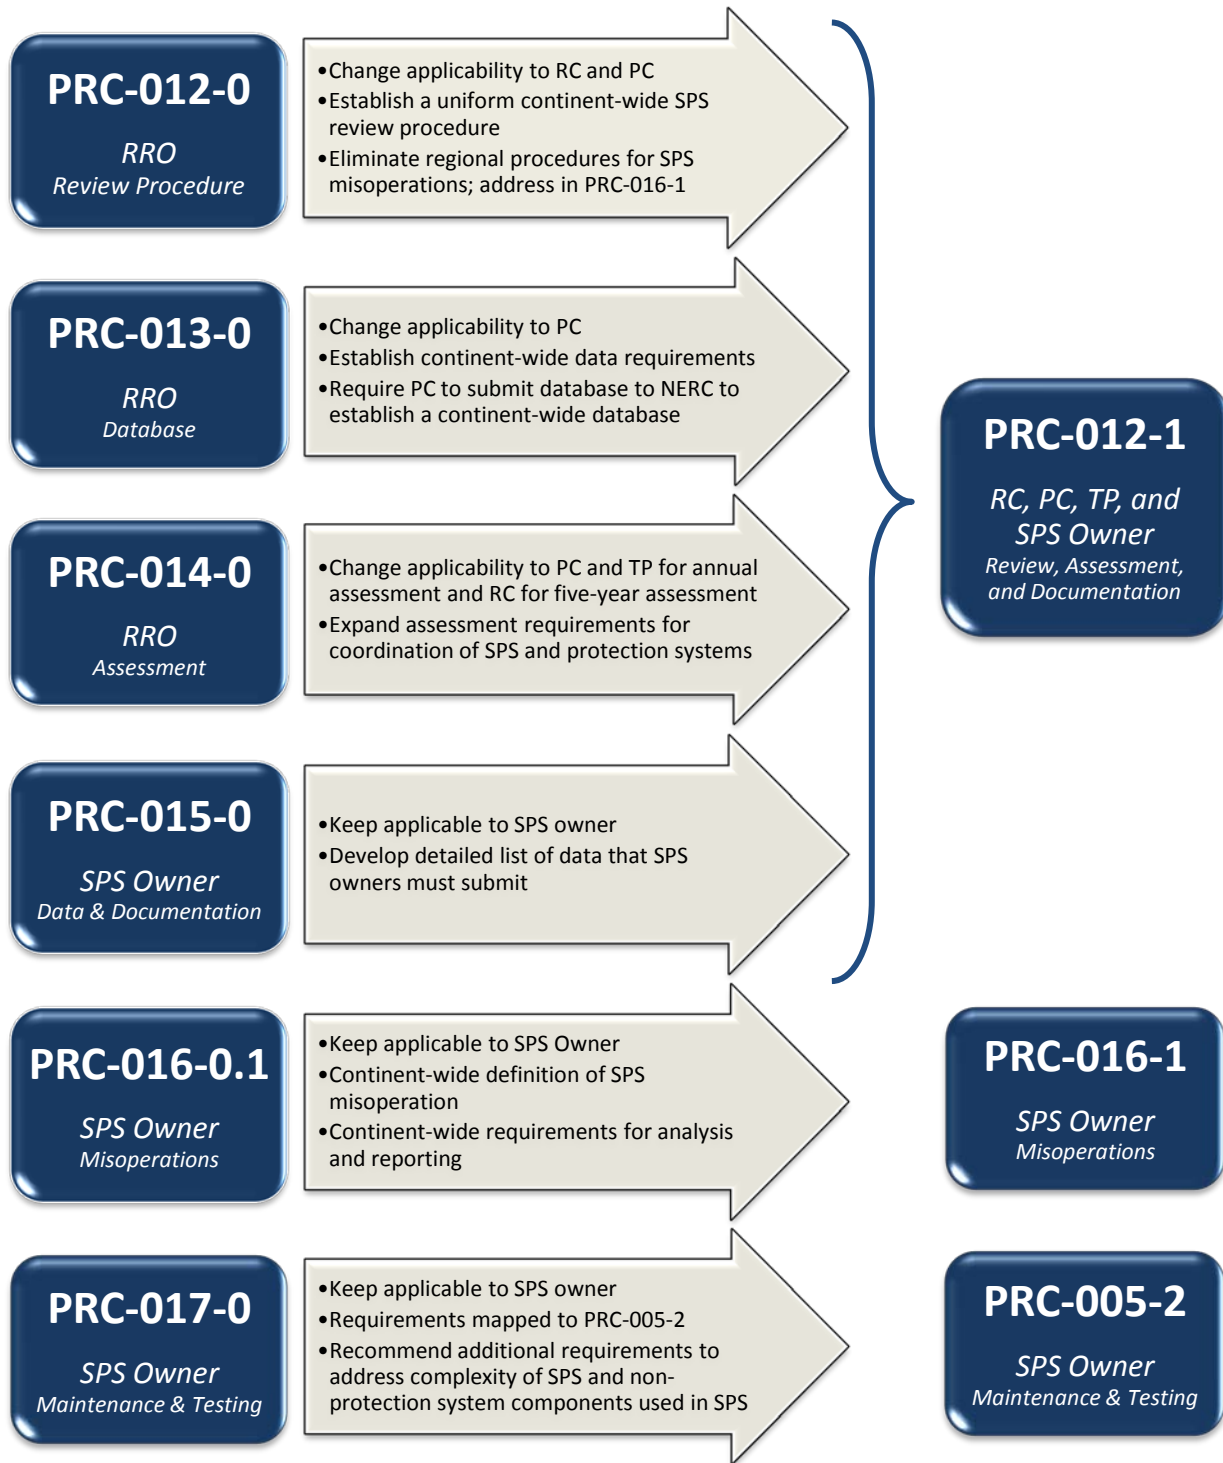 PRC-012-0
RRO
Review Procedure
•Change applicability to RC and PC
•Establish a uniform continent-wide SPS
review procedure
•Eliminate regional procedures for SPS
misoperations; address in PRC-016-1
PRC-013-0
RRO
Database
•Change applicability to PC
•Establish continent-wide data requirements
•Require PC to submit database to NERC to
establish a continent-wide database
PRC-014-0
RRO
Assessment
•Change applicability to PC and TP for annual
assessment and RC for five-year assessment
•Expand assessment requirements for
coordination of SPS and protection systems
PRC-015-0
SPS Owner
Data & Documentation
•Keep applicable to SPS owner
•Develop detailed list of data that SPS
owners must submit
PRC-012-1
RC, PC, TP, and
SPS Owner
Review, Assessment,
and Documentation
PRC-016-0.1
SPS Owner
Misoperations
•Keep applicable to SPS Owner
•Continent-wide definition of SPS
misoperation
•Continent-wide requirements for analysis
and reporting
PRC-016-1
SPS Owner
Misoperations
PRC-017-0
SPS Owner
Maintenance & Testing
•Keep applicable to SPS owner
•Requirements mapped to PRC-005-2
•Recommend additional requirements to
address complexity of SPS and non-
protection system components used in SPS
PRC-005-2
SPS Owner
Maintenance & Testing